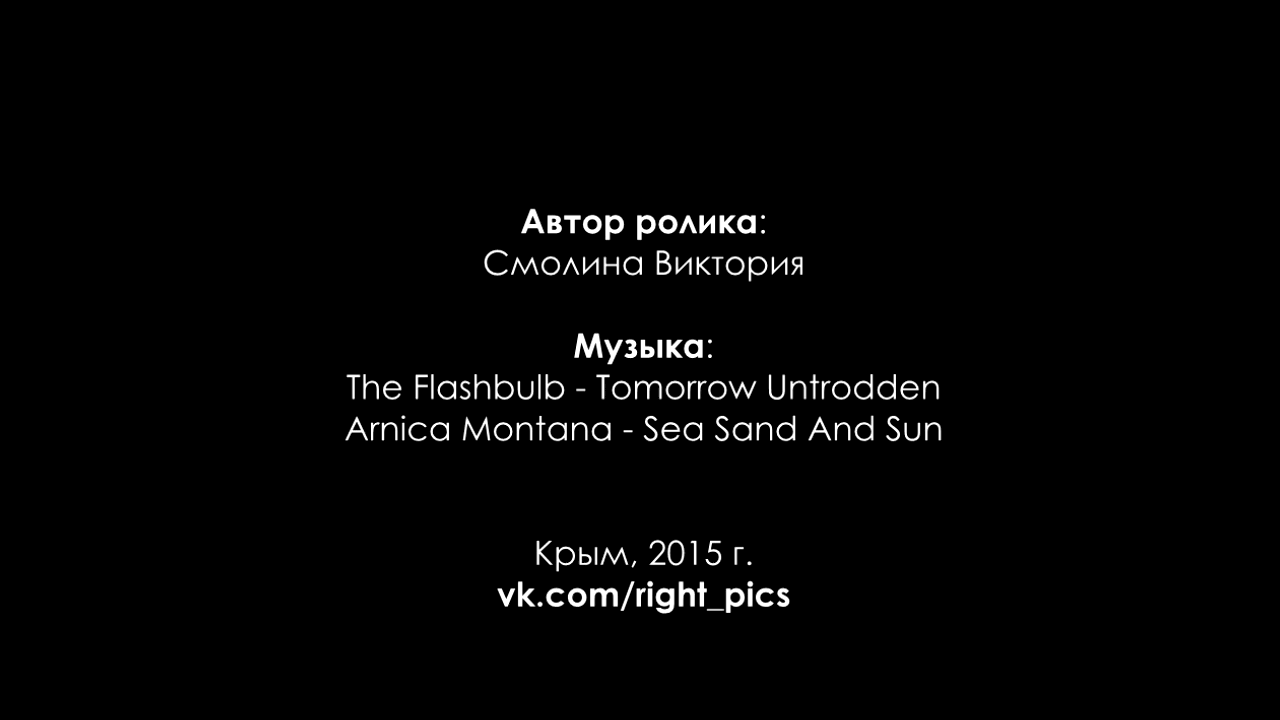 Автор ролика:
Смолина Виктория
Музыка:
The Flashbulb - Tomorrow Untrodden
Arnica Montana - Sea Sand And Sun
Крым, 2015 г.
vk.com/right_pics